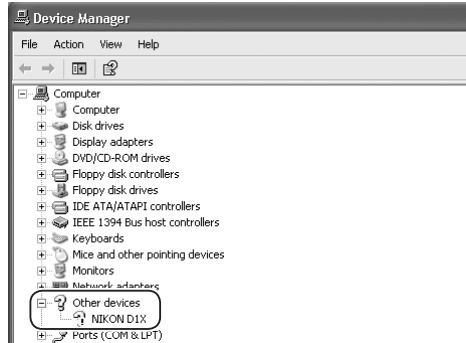 Device Manager
File Action View Help
Computer
Computer
Disk drives
Display adapters
DVD/CD-ROM drives
Floppy disk controllers
Floppy disk drives
IDE ATA/ATAPI controllers
IEEE 1394 Bus host controllers
Keyboards
Mice and other pointing devices
Monitors
Network adapters
Other devices
NIKON D1X
Ports (COM & LPT)